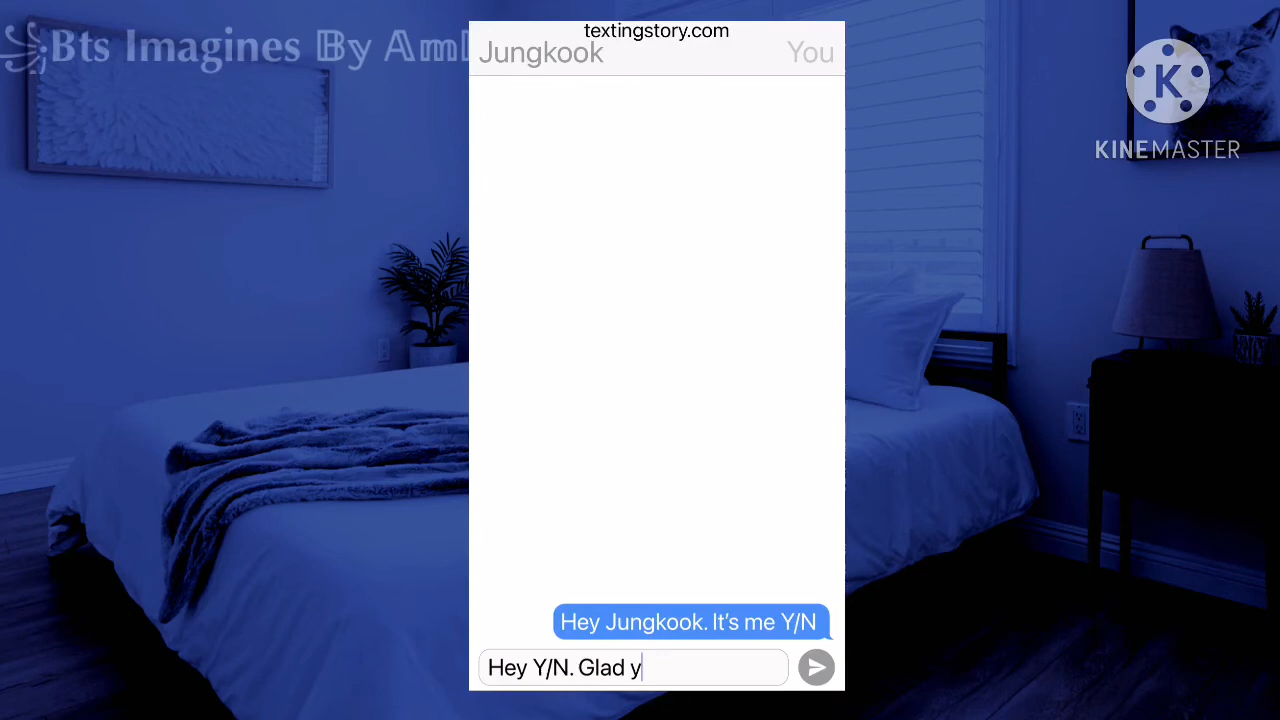 textingstory.com
꧁Bts Imagines 𝔹y 𝔸𝕞
Jungkook You
K
KINEMASTER
Hey Jungkook. It's me Y/N
Hey Y/N. Glad y